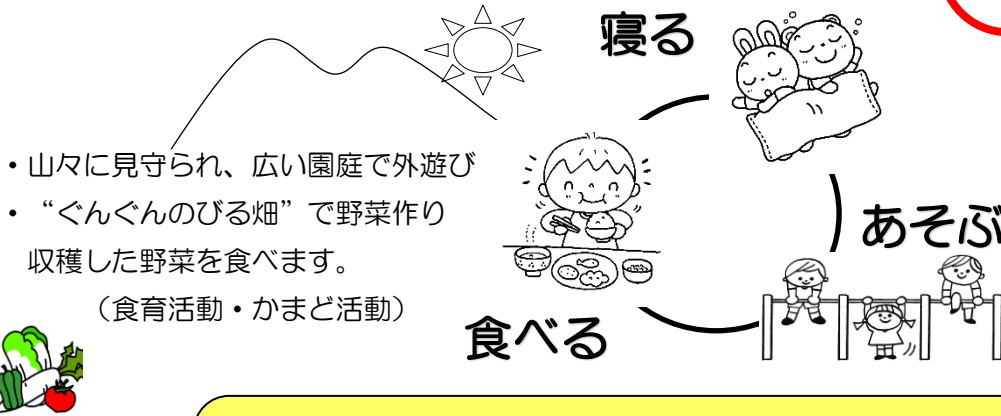 寝る
・山々に見守られ、広い園庭で外遊び
・“ぐんぐんのびる畑”で野菜作り
収穫した野菜を食べます。
（食育活動・かまど活動）
あそぶ
食べる